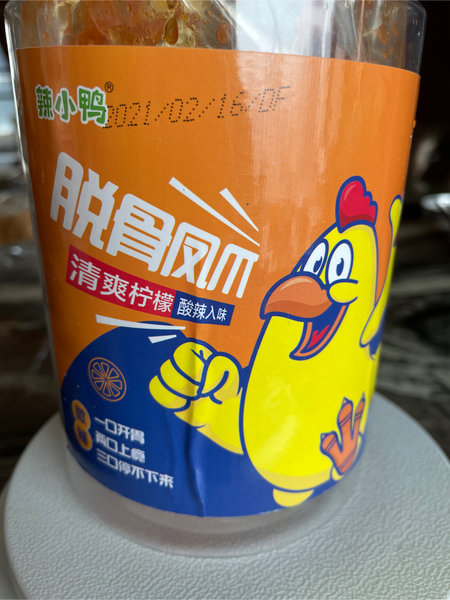 辣小鸭®
2021/02/16 DF
脱骨凤爪
清爽柠檬 酸辣入味
一口开胃
两口上瘾
三口停不下来